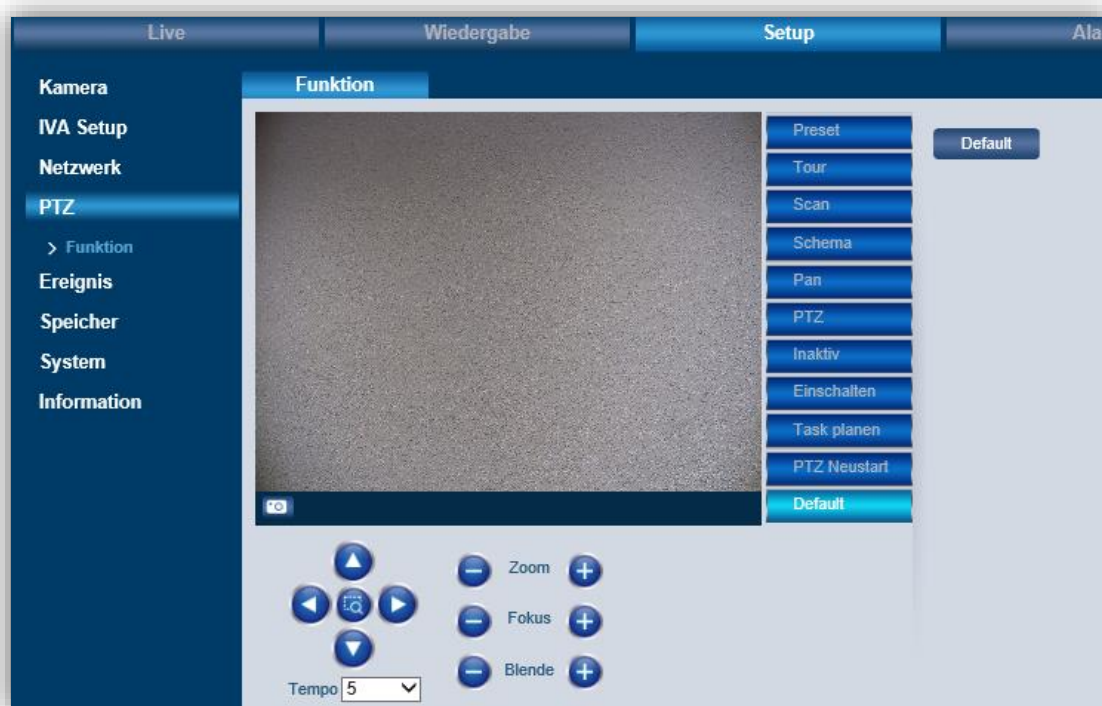 Live
Wiedergabe
Setup
Ala
Kamera
IVA Setup
Netzwerk
PTZ
Funktion
Ereignis
Speicher
System
Information
Funktion
Preset
Tour
Scan
Schema
Pan
PTZ
Inaktiv
Einschalten
Task planen
PTZ Neustart
Default
Default
Zoom
Fokus
Blende
Tempo 5